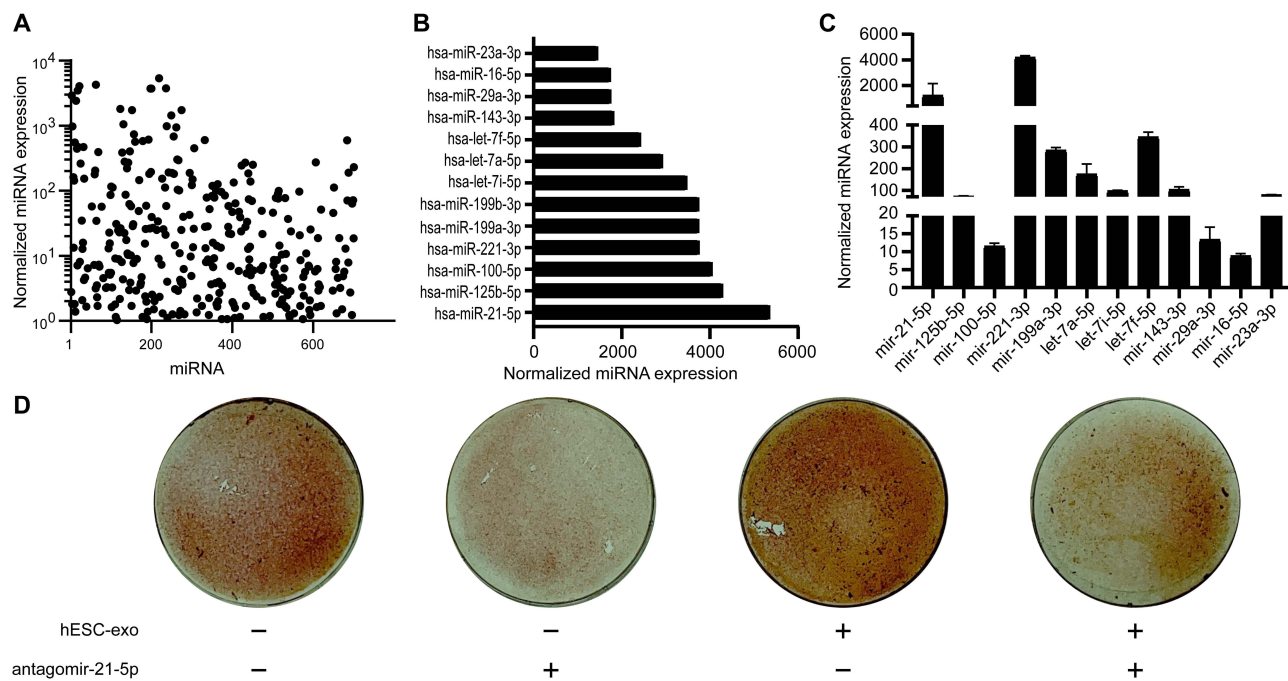 A
Normalized miRNA expression
10⁴
10³
10²
10¹
10⁰
1
200
400
600
miRNA
B
hsa-miR-23a-3p
hsa-miR-16-5p
hsa-miR-29a-3p
hsa-miR-143-3p
hsa-let-7f-5p
hsa-let-7a-5p
hsa-let-7i-5p
hsa-miR-199b-3p
hsa-miR-199a-3p
hsa-miR-221-3p
hsa-miR-100-5p
hsa-miR-125b-5p
hsa-miR-21-5p
0
2000
4000
6000
Normalized miRNA expression
C
Normalized miRNA expression
6000
4000
2000
400
300
200
100
20
15
10
5
0
mir-21-5p
mir-125b-5p
mir-100-5p
mir-221-3p
mir-199a-3p
let-7a-5p
let-7i-5p
let-7f-5p
mir-143-3p
mir-29a-3p
mir-16-5p
mir-23a-3p
D
hESC-exo − − + +
antagomir-21-5p − + − +